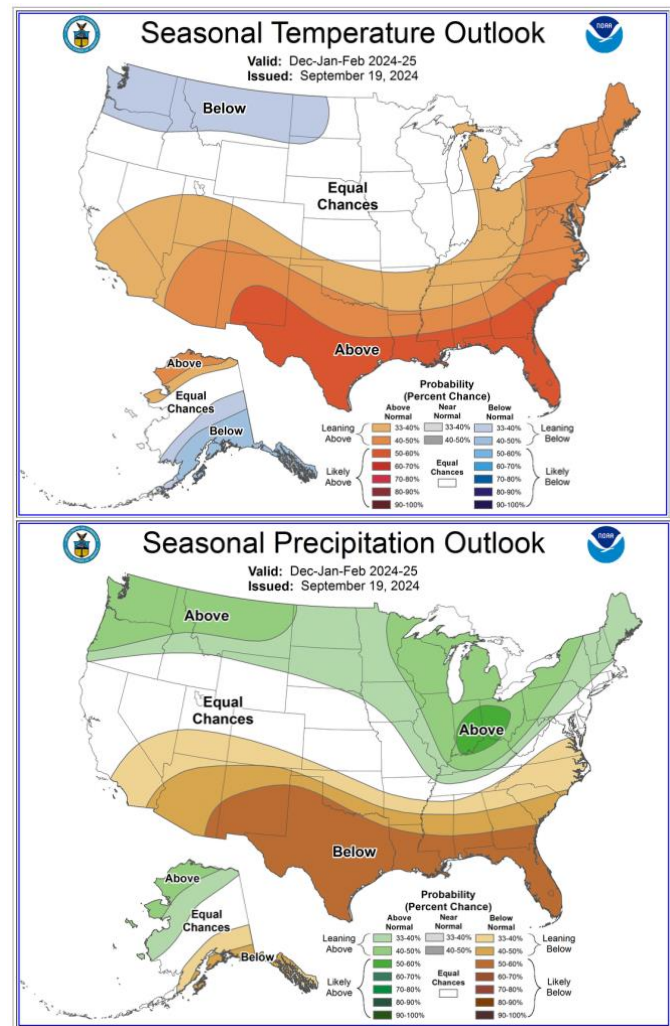 Seasonal Temperature Outlook
NOAA
Valid: Dec-Jan-Feb 2024-25
Issued: September 19, 2024
Below
Equal
Chances
Above
Above
Equal
Chances
Below
Probability
(Percent Chance)
Above
Normal
Near
Normal
Below
Normal
Leaning
Above
33-40%
33-40%
33-40%
Leaning
Below
40-50%
40-50%
40-50%
Likely
Above
50-60%
Equal
Chances
50-60%
Likely
Below
60-70%
60-70%
70-80%
70-80%
80-90%
80-90%
90-100%
90-100%
Seasonal Precipitation Outlook
NOAA
Valid: Dec-Jan-Feb 2024-25
Issued: September 19, 2024
Above
Equal
Chances
Above
Below
Above
Equal
Chances
Below
Probability
(Percent Chance)
Above
Normal
Near
Normal
Below
Normal
Leaning
Above
33-40%
33-40%
33-40%
Leaning
Below
40-50%
40-50%
40-50%
Likely
Above
50-60%
Equal
Chances
50-60%
Likely
Below
60-70%
60-70%
70-80%
70-80%
80-90%
80-90%
90-100%
90-100%